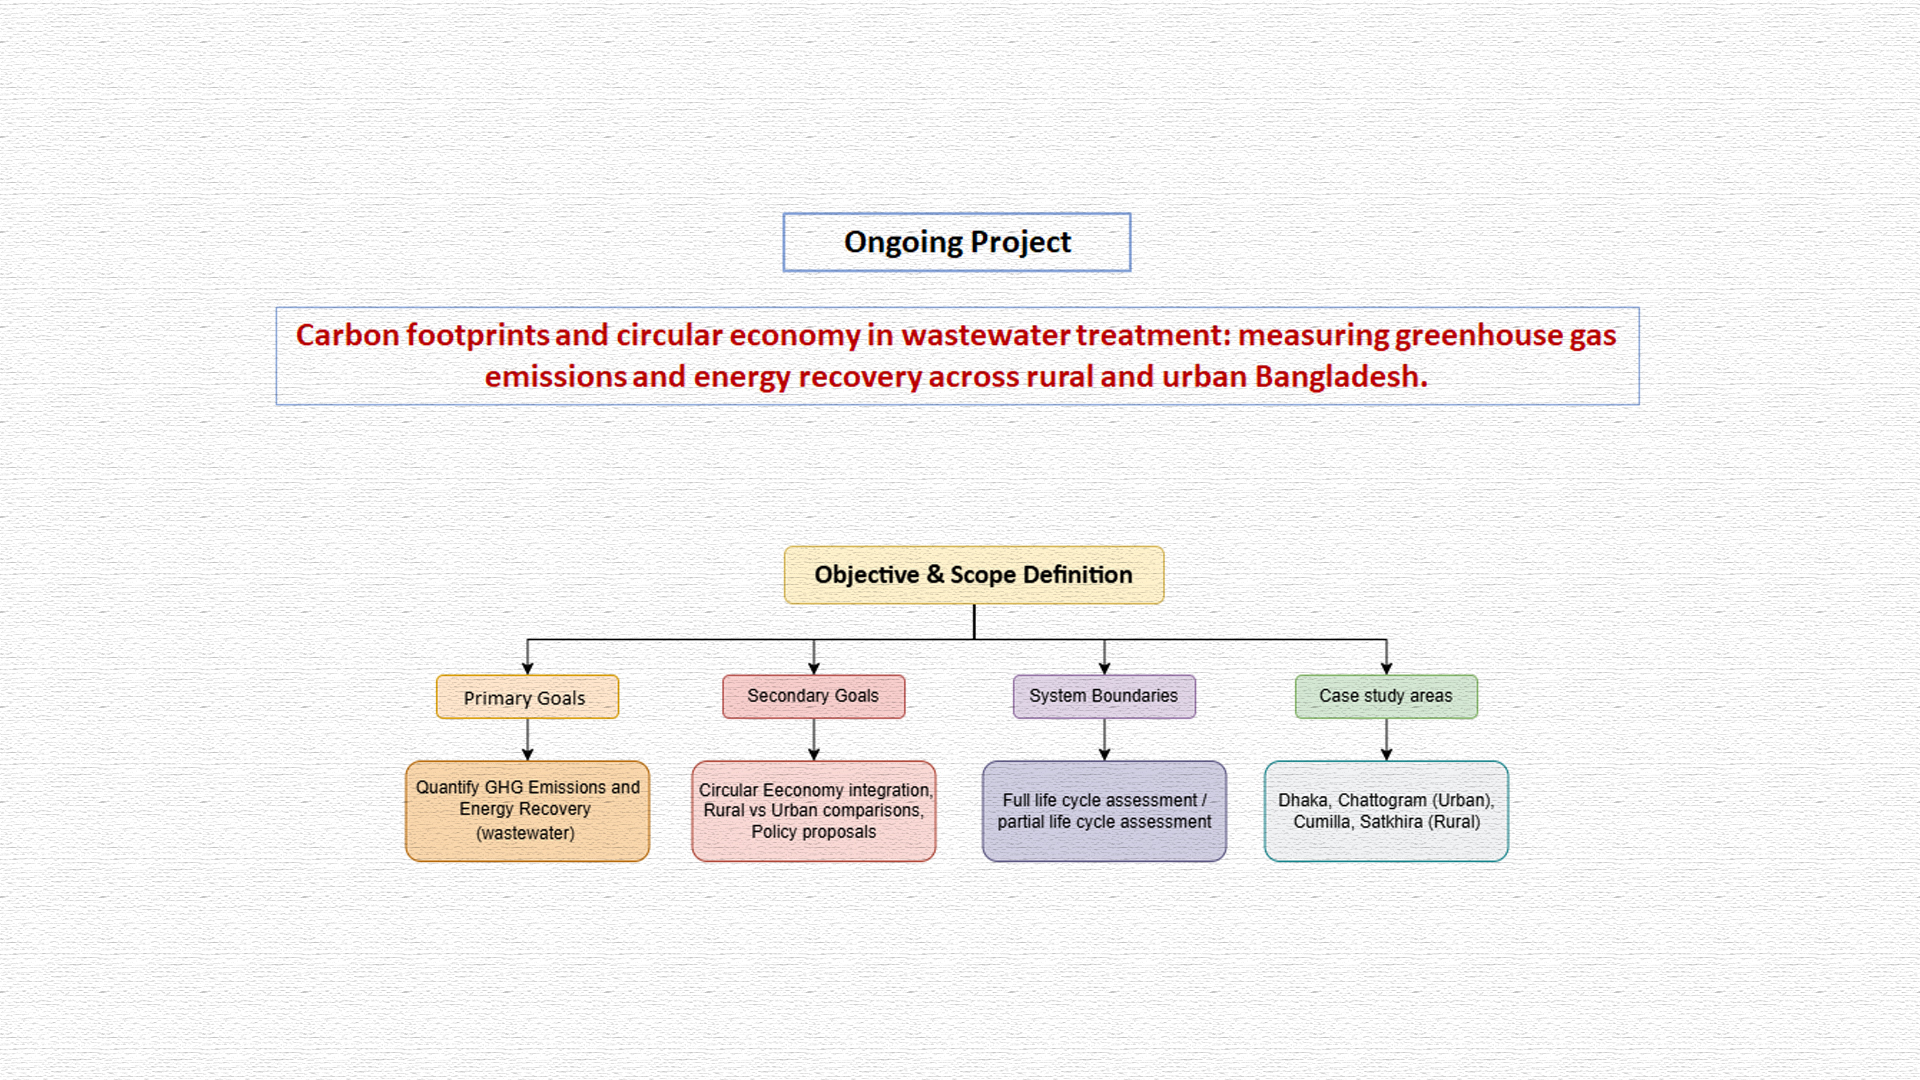 Ongoing Project
Carbon footprints and circular economy in wastewater treatment: measuring greenhouse gas
emissions and energy recovery across rural and urban Bangladesh.
Objective & Scope Definition
Primary Goals
Secondary Goals
System Boundaries
Case study areas
Quantify GHG Emissions and
Energy Recovery
(wastewater)
Circular Eeconomy integration,
Rural vs Urban comparisons,
Policy proposals
Full life cycle assessment /
partial life cycle assessment
Dhaka, Chattogram (Urban),
Cumilla, Satkhira (Rural)